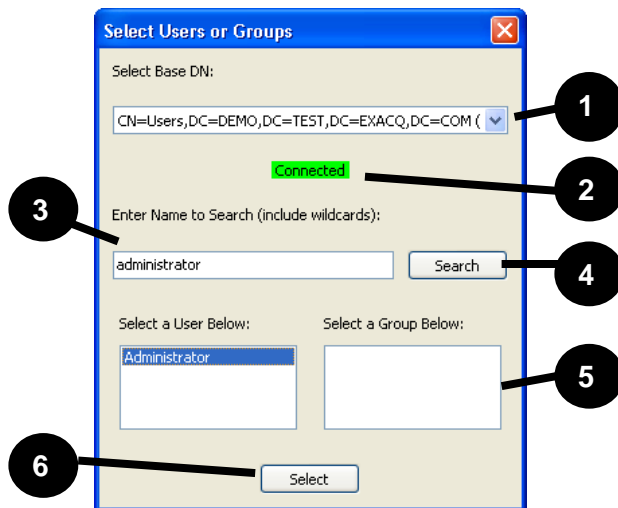 Select Users or Groups
Select Base DN:
CN=Users,DC=DEMO,DC=TEST,DC=EXACQ,DC=COM (
1
Connected
2
3
Enter Name to Search (include wildcards):
administrator
Search
4
Select a User Below:
Select a Group Below:
Administrator
5
6
Select